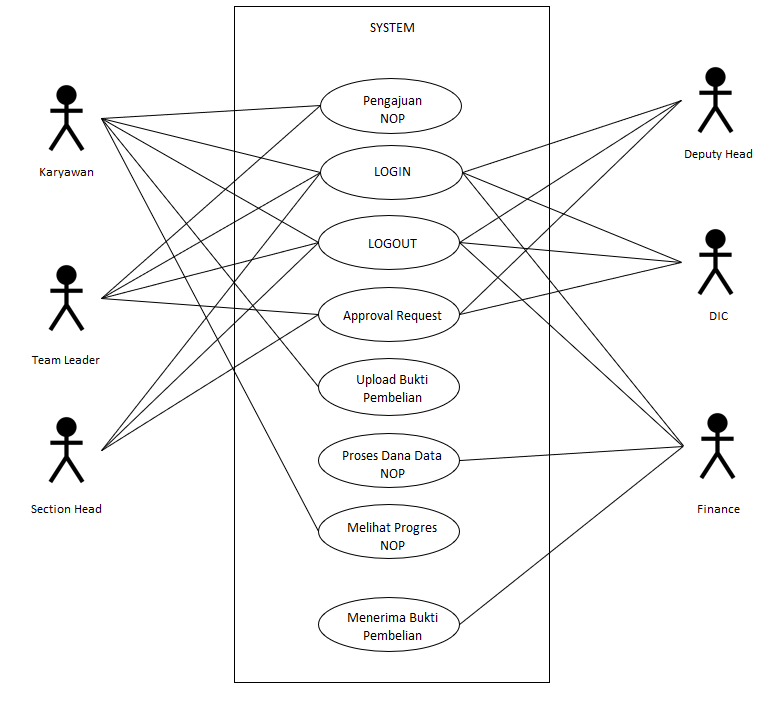 SYSTEM
Pengajuan
NOP
LOGIN
LOGOUT
Approval Request
Upload Bukti
Pembelian
Proses Dana Data
NOP
Melihat Progres
NOP
Menerima Bukti
Pembelian
Karyawan
Team Leader
Section Head
Deputy Head
DIC
Finance